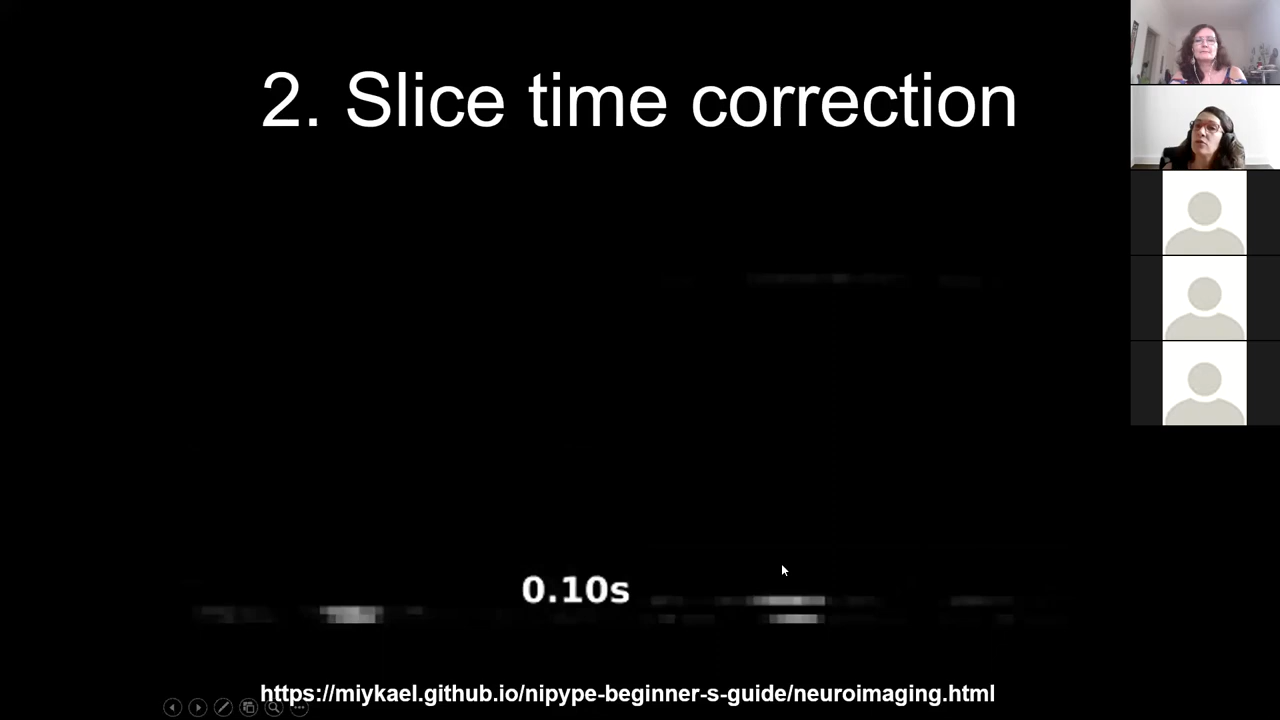 2. Slice time correction
0.10s
https://miykael.github.io/nipype-beginner-s-guide/neuroimaging.html